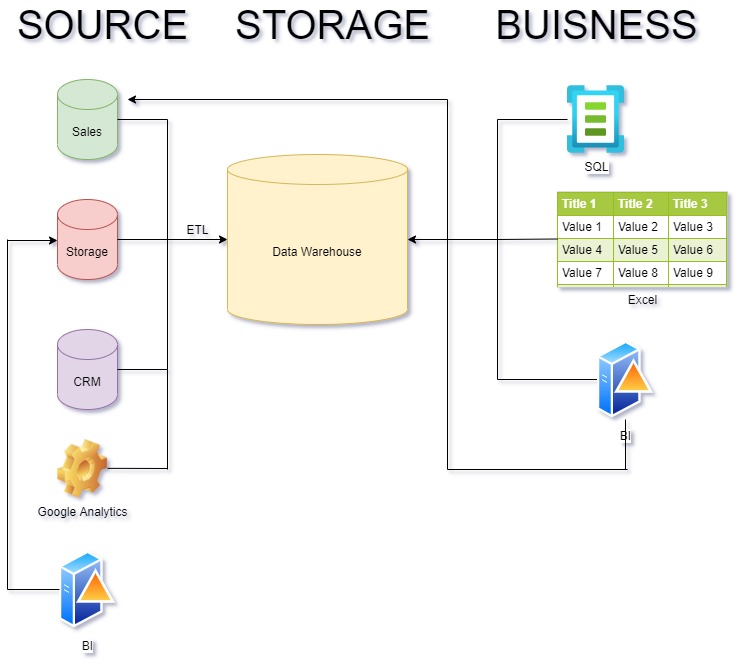 SOURCE STORAGE BUISNESS
Sales
SQL
Title 1 Title 2 Title 3
Value 1 Value 2 Value 3
Value 4 Value 5 Value 6
Value 7 Value 8 Value 9
Excel
Storage
ETL
Data Warehouse
CRM
BI
Google Analytics
BI